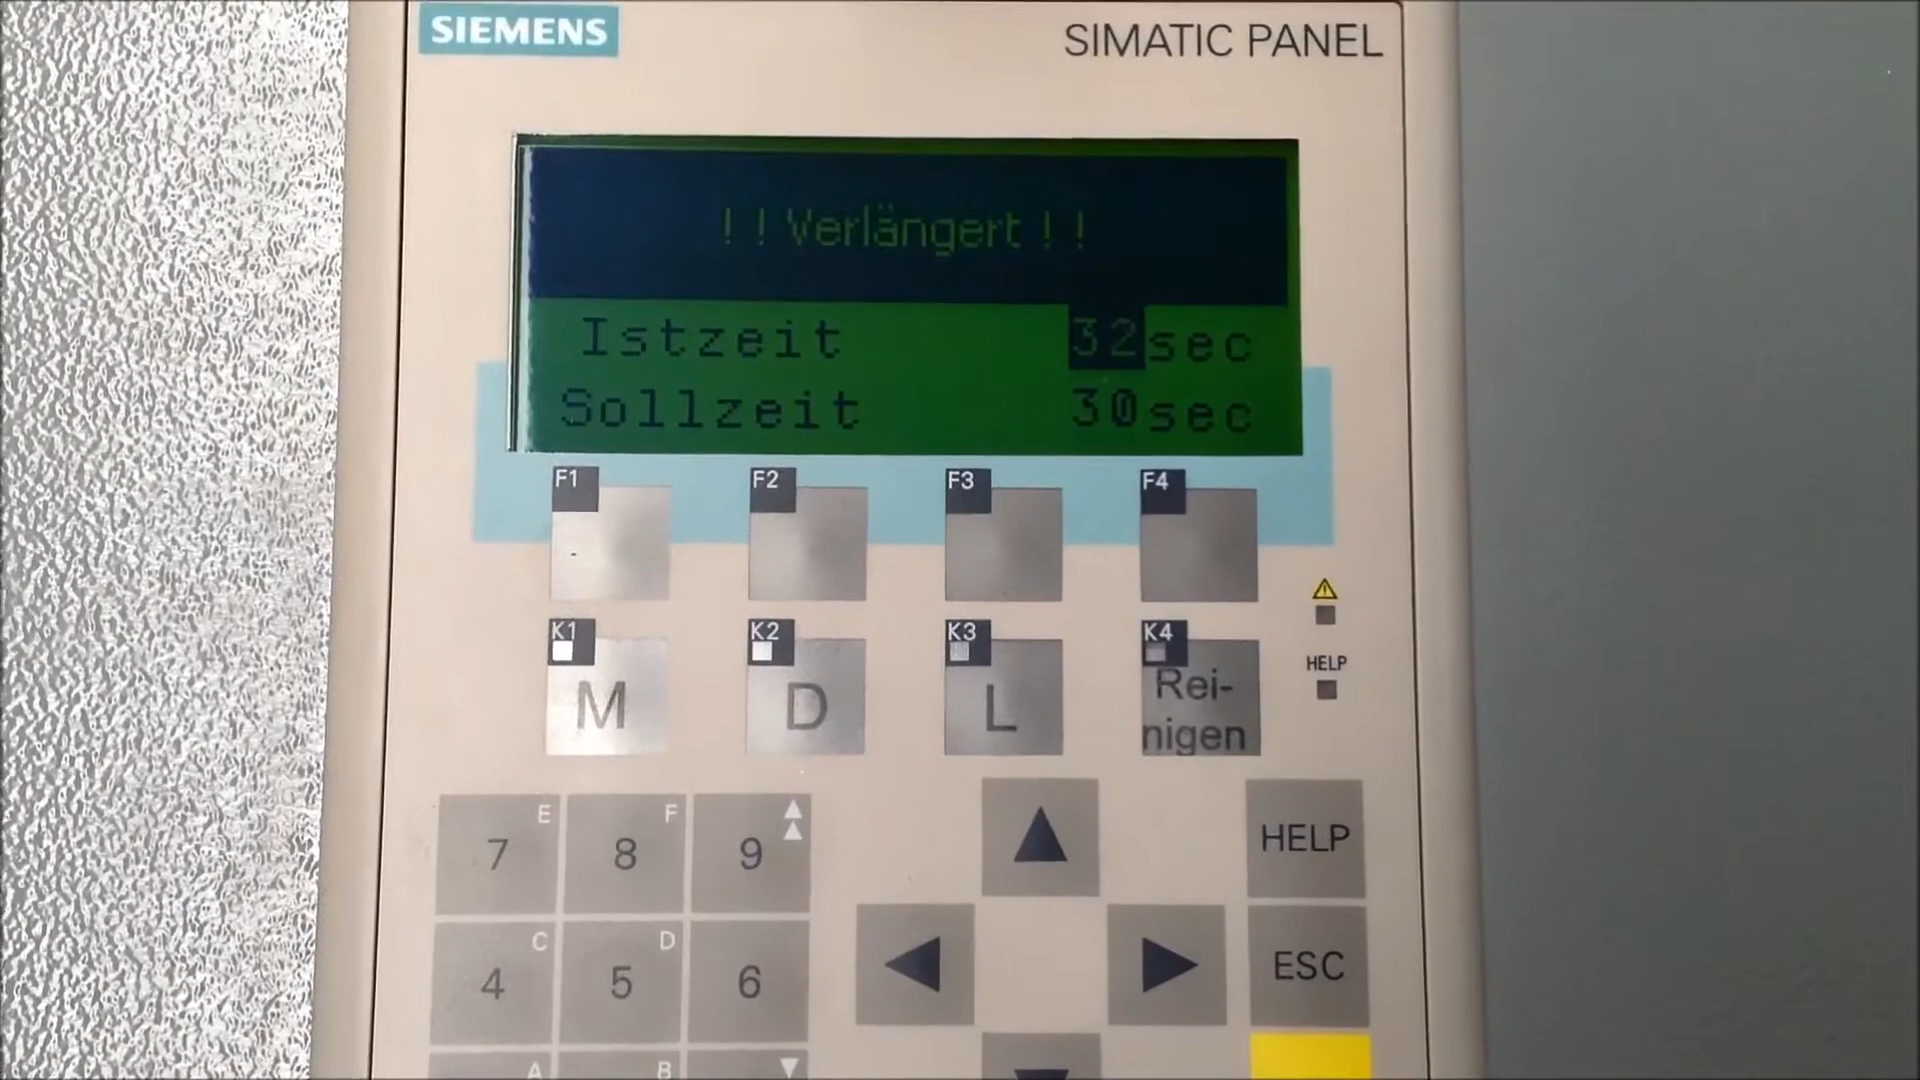 SIEMENS
SIMATIC PANEL
!! Verlängert !!
Istzeit 32sec
Sollzeit 30sec
F1 F2 F3 F4
K1 K2 K3 K4
M D L Rei-
nigen
HELP
E F
7 8 9 HELP
C D
4 5 6 ESC
A B